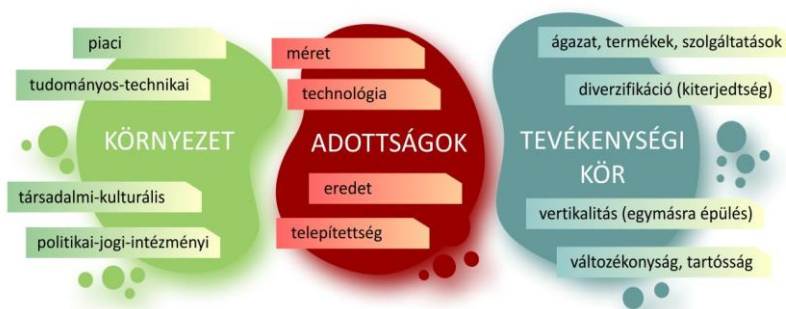 piaci
tudományos-technikai
KÖRNYEZET
társadalmi-kulturális
politikai-jogi-intézményi
méret
technológia
ADOTTSÁGOK
eredet
telepítettség
ágazat, termékek, szolgáltatások
diverzifikáció (kiterjedtség)
TEVÉKENYSÉGI
KÖR
vertikalitás (egymásra épülés)
változékonyság, tartósság